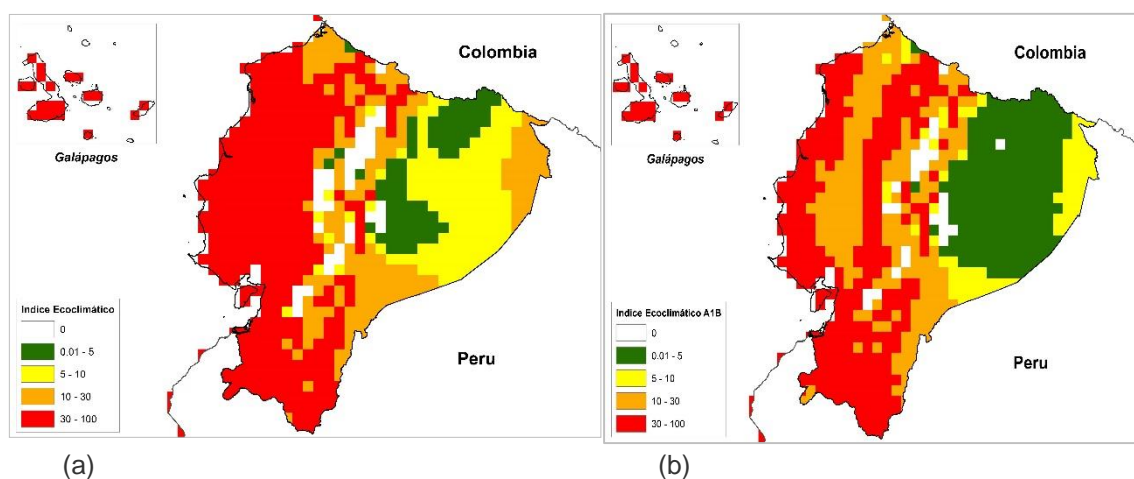 Colombia
Galápagos
Indice Ecoclimático
0
0.01 - 5
5 - 10
10 - 30
30 - 100
Peru
(a)
Colombia
Galápagos
Indice Ecoclimático A1B
0
0.01 - 5
5 - 10
10 - 30
30 - 100
Peru
(b)